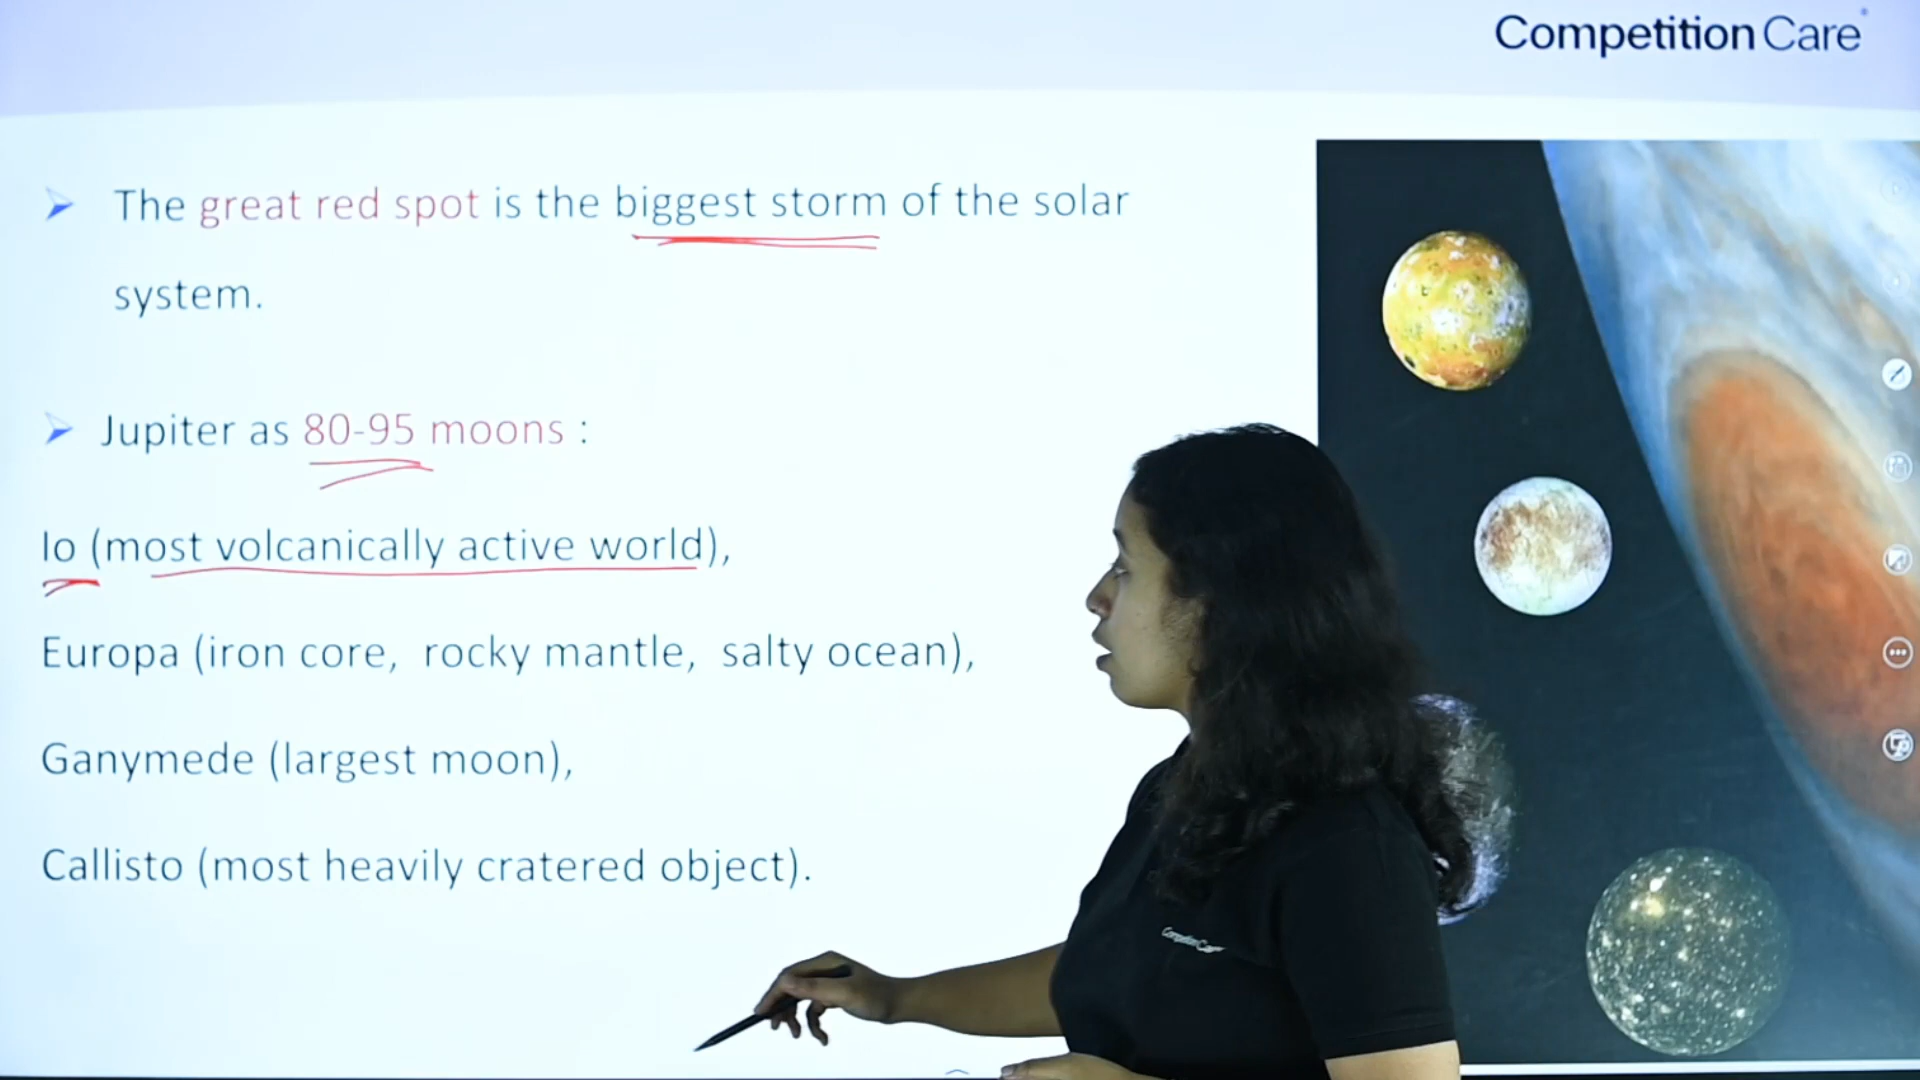 Competition Care
The great red spot is the biggest storm of the solar
system.
Jupiter as 80-95 moons :
Io (most volcanically active world),
Europa (iron core, rocky mantle, salty ocean),
Ganymede (largest moon),
Callisto (most heavily cratered object).
Competition Care